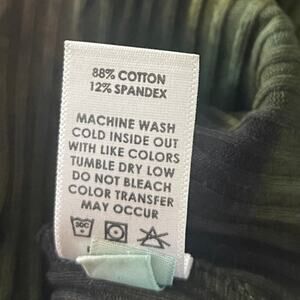 88% COTTON
12% SPANDEX
MACHINE WASH
COLD INSIDE OUT
WITH LIKE COLORS
TUMBLE DRY LOW
DO NOT BLEACH
COLOR TRANSFER
MAY OCCUR
30C